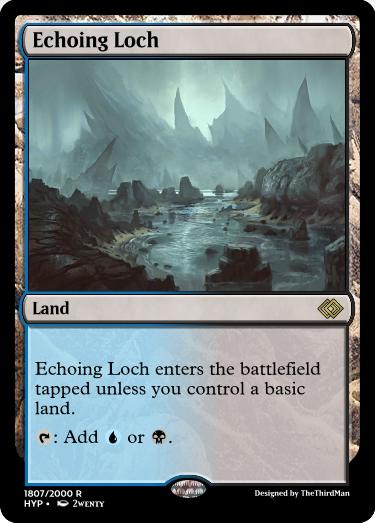 Echoing Loch
Land
Echoing Loch enters the battlefield
tapped unless you control a basic
land.
: Add or .
1807/2000 R
HYP • 2WENTY
Designed by TheThirdMan